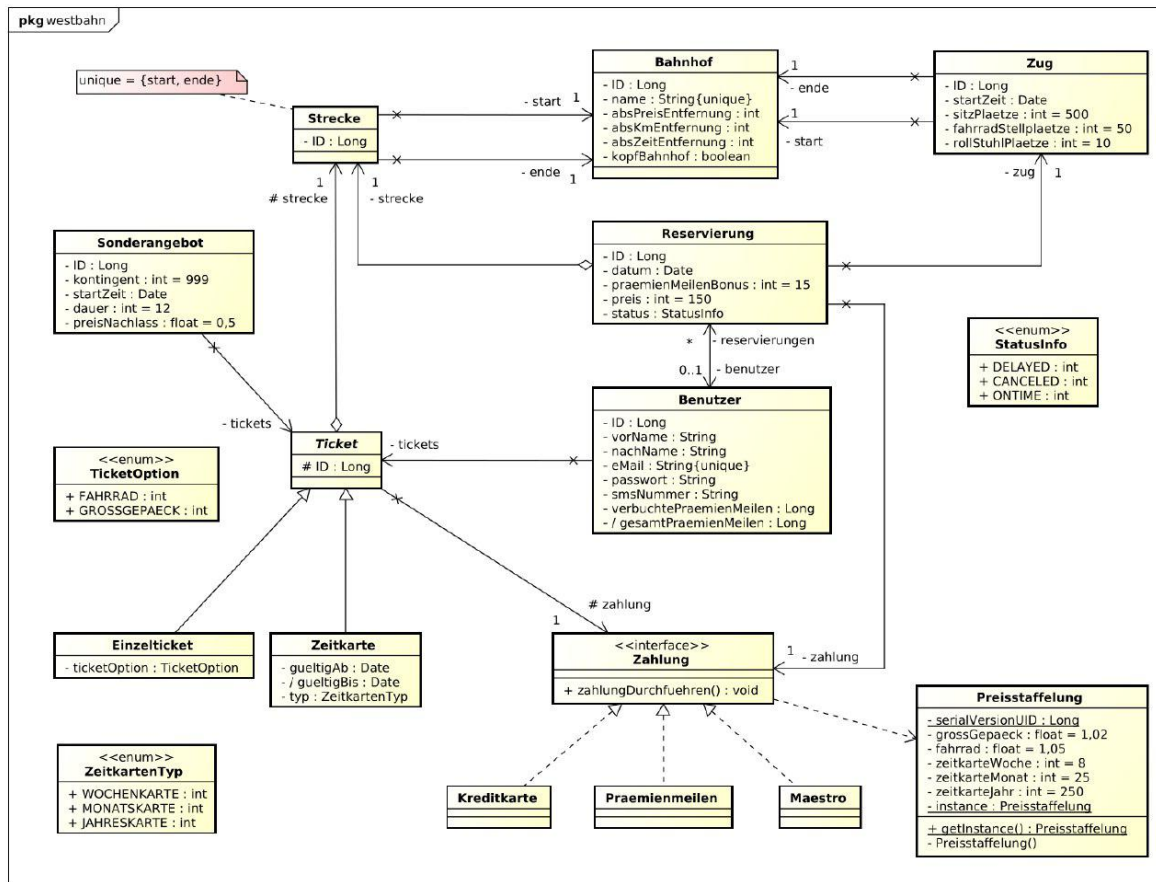 pkg westbahn
unique = {start, ende}
Strecke
- ID : Long
- start
1
- ende
1
Bahnhof
- ID : Long
- name : String{unique}
- absPreisEntfernung : int
- absKmEntfernung : int
- absZeitEntfernung : int
- kopfBahnhof : boolean
1
- ende
1
- start
Zug
- ID : Long
- startZeit : Date
- sitzPlaetze : int = 500
- fahrradStellplaetze : int = 50
- rollStuhlPlaetze : int = 10
- zug
1
1
# strecke
1
- strecke
Sonderangebot
- ID : Long
- kontingent : int = 999
- startZeit : Date
- dauer : int = 12
- preisNachlass : float = 0,5
Reservierung
- ID : Long
- datum : Date
- praemienMeilenBonus : int = 15
- preis : int = 150
- status : StatusInfo
<<enum>>
StatusInfo
+ DELAYED : int
+ CANCELED : int
+ ONTIME : int
*
- reservierungen
0..1
- benutzer
- tickets
Ticket
# ID : Long
- tickets
Benutzer
- ID : Long
- vorName : String
- nachName : String
- eMail : String{unique}
- passwort : String
- smsNummer : String
- verbuchtePraemienMeilen : Long
- / gesamtPraemienMeilen : Long
<<enum>>
TicketOption
+ FAHRRAD : int
+ GROSSGEPAECK : int
# zahlung
1
1
- zahlung
Einzelticket
- ticketOption : TicketOption
Zeitkarte
- gueltigAb : Date
- / gueltigBis : Date
- typ : ZeitkartenTyp
<<interface>>
Zahlung
+ zahlungDurchfuehren() : void
Preisstaffelung
- serialVersionUID : Long
- grossGepaeck : float = 1,02
- fahrrad : float = 1,05
- zeitkarteWoche : int = 8
- zeitkarteMonat : int = 25
- zeitkarteJahr : int = 250
- instance : Preisstaffelung
+ getInstance() : Preisstaffelung
- Preisstaffelung()
<<enum>>
ZeitkartenTyp
+ WOCHENKARTE : int
+ MONATSKARTE : int
+ JAHRESKARTE : int
Kreditkarte
Praemienmeilen
Maestro